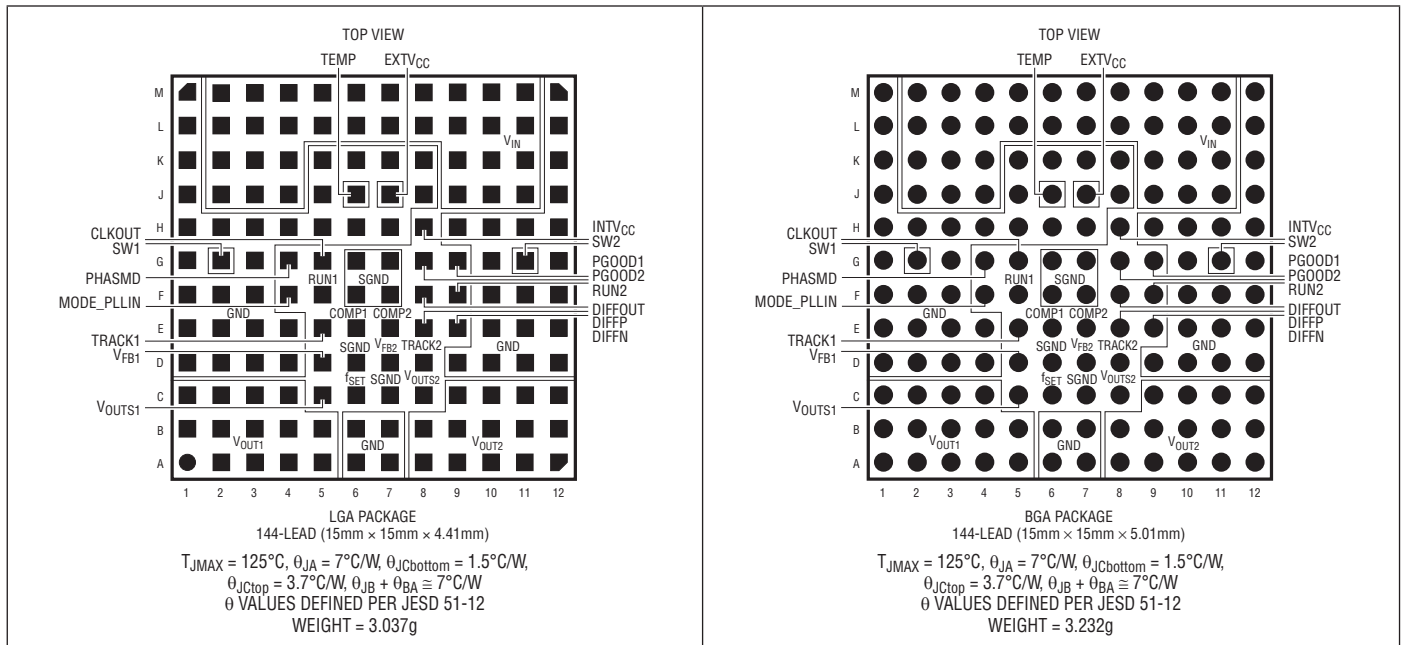 TOP VIEW
TEMP EXTVCC
M
L
VIN
K
J
H
INTVCC
CLKOUT
SW2
SW1
G
PGOOD1
PHASMD
RUN1 SGND
PGOOD2
RUN2
MODE_PLLIN
F
GND
COMP1 COMP2
DIFFOUT
E
DIFFP
TRACK1
SGND VFB2 TRACK2
GND
DIFFN
VFB1
D
fSET SGND VOUTS2
C
VOUTS1
B
VOUT1
GND
VOUT2
A
1 2 3 4 5 6 7 8 9 10 11 12
LGA PACKAGE
144-LEAD (15mm × 15mm × 4.41mm)
TJMAX = 125°C, θJA = 7°C/W, θJCbottom = 1.5°C/W,
θJCtop = 3.7°C/W, θJB + θBA ≅ 7°C/W
θ VALUES DEFINED PER JESD 51-12
WEIGHT = 3.037g
TOP VIEW
TEMP EXTVCC
M
L
VIN
K
J
H
INTVCC
CLKOUT
SW2
SW1
G
PGOOD1
PHASMD
RUN1 SGND
PGOOD2
RUN2
MODE_PLLIN
F
GND
COMP1 COMP2
DIFFOUT
E
DIFFP
TRACK1
SGND VFB2 TRACK2
GND
DIFFN
VFB1
D
fSET SGND VOUTS2
C
VOUTS1
B
VOUT1
GND
VOUT2
A
1 2 3 4 5 6 7 8 9 10 11 12
BGA PACKAGE
144-LEAD (15mm × 15mm × 5.01mm)
TJMAX = 125°C, θJA = 7°C/W, θJCbottom = 1.5°C/W,
θJCtop = 3.7°C/W, θJB + θBA ≅ 7°C/W
θ VALUES DEFINED PER JESD 51-12
WEIGHT = 3.232g